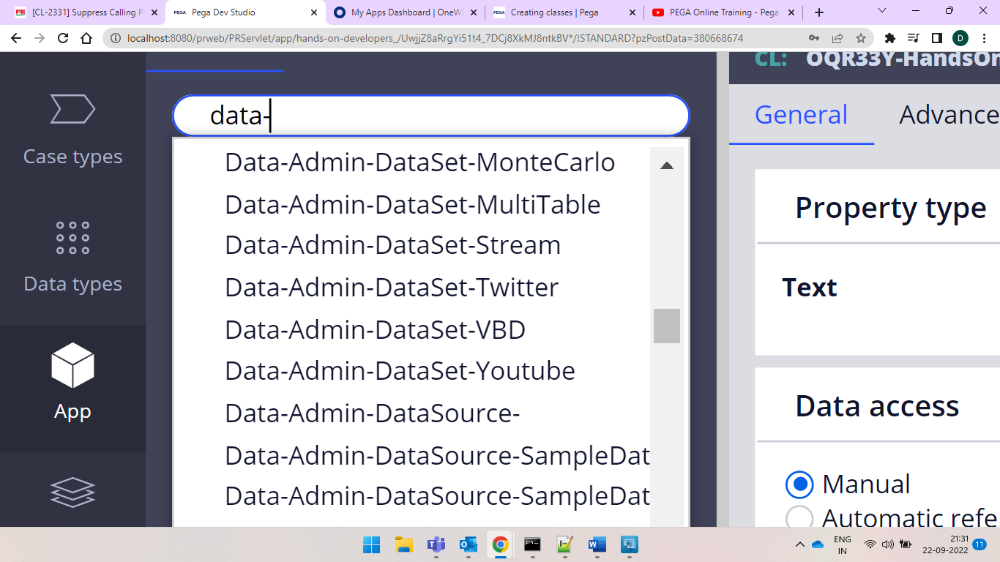 [CL-2331] Suppress Calling P
Pega Dev Studio
My Apps Dashboard | OneW
Creating classes | Pega
PEGA Online Training - Pega
localhost:8080/prweb/PRServlet/app/hands-on-developers_/UwjjZ8aRrgYi51t4_7DCj8XkMJ8ntkBV*/!STANDARD?pzPostData=380668674
D
CL: OQR33Y-HandsOn
Case types
Data types
App
data-
Data-Admin-DataSet-MonteCarlo
Data-Admin-DataSet-MultiTable
Data-Admin-DataSet-Stream
Data-Admin-DataSet-Twitter
Data-Admin-DataSet-VBD
Data-Admin-DataSet-Youtube
Data-Admin-DataSource-
Data-Admin-DataSource-SampleDat
Data-Admin-DataSource-SampleDat
General
Advance
Property type
Text
Data access
Manual
Automatic refe
ENG
IN
21:31
22-09-2022
11